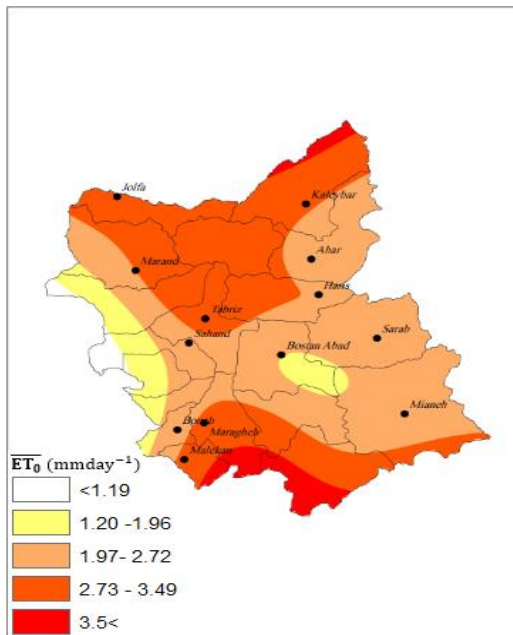 Jolfa
Kaleybar
Ahar
Marand
Haris
Tabriz
Sahand
Sarab
Bostan Abad
Mianeh
Bonab
Maragheh
Malekan
ET₀ (mmday⁻¹)
<1.19
1.20 -1.96
1.97- 2.72
2.73 - 3.49
3.5<